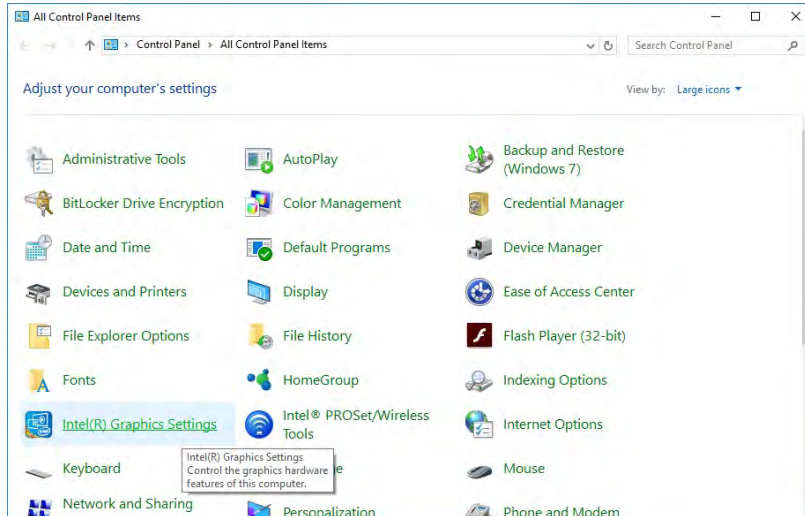 All Control Panel Items
Control Panel > All Control Panel Items
Search Control Panel
Adjust your computer's settings
View by: Large icons
Administrative Tools
AutoPlay
Backup and Restore
(Windows 7)
BitLocker Drive Encryption
Color Management
Credential Manager
Date and Time
Default Programs
Device Manager
Devices and Printers
Display
Ease of Access Center
File Explorer Options
File History
Flash Player (32-bit)
Fonts
HomeGroup
Indexing Options
Intel(R) Graphics Settings
Intel® PROSet/Wireless
Tools
Internet Options
Keyboard
Intel(R) Graphics Settings
Control the graphics hardware
features of this computer.
Mouse
Network and Sharing
Personalization
Phone and Modem